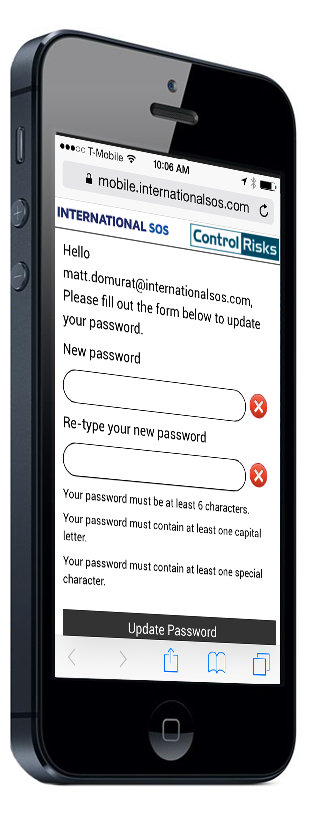 T-Mobile 10:06 AM
mobile.internationalsos.com
INTERNATIONAL SOS Control Risks
Hello
matt.domurat@internationalsos.com,
Please fill out the form below to update
your password.
New password
Re-type your new password
Your password must be at least 6 characters.
Your password must contain at least one capital
letter.
Your password must contain at least one special
character.
Update Password